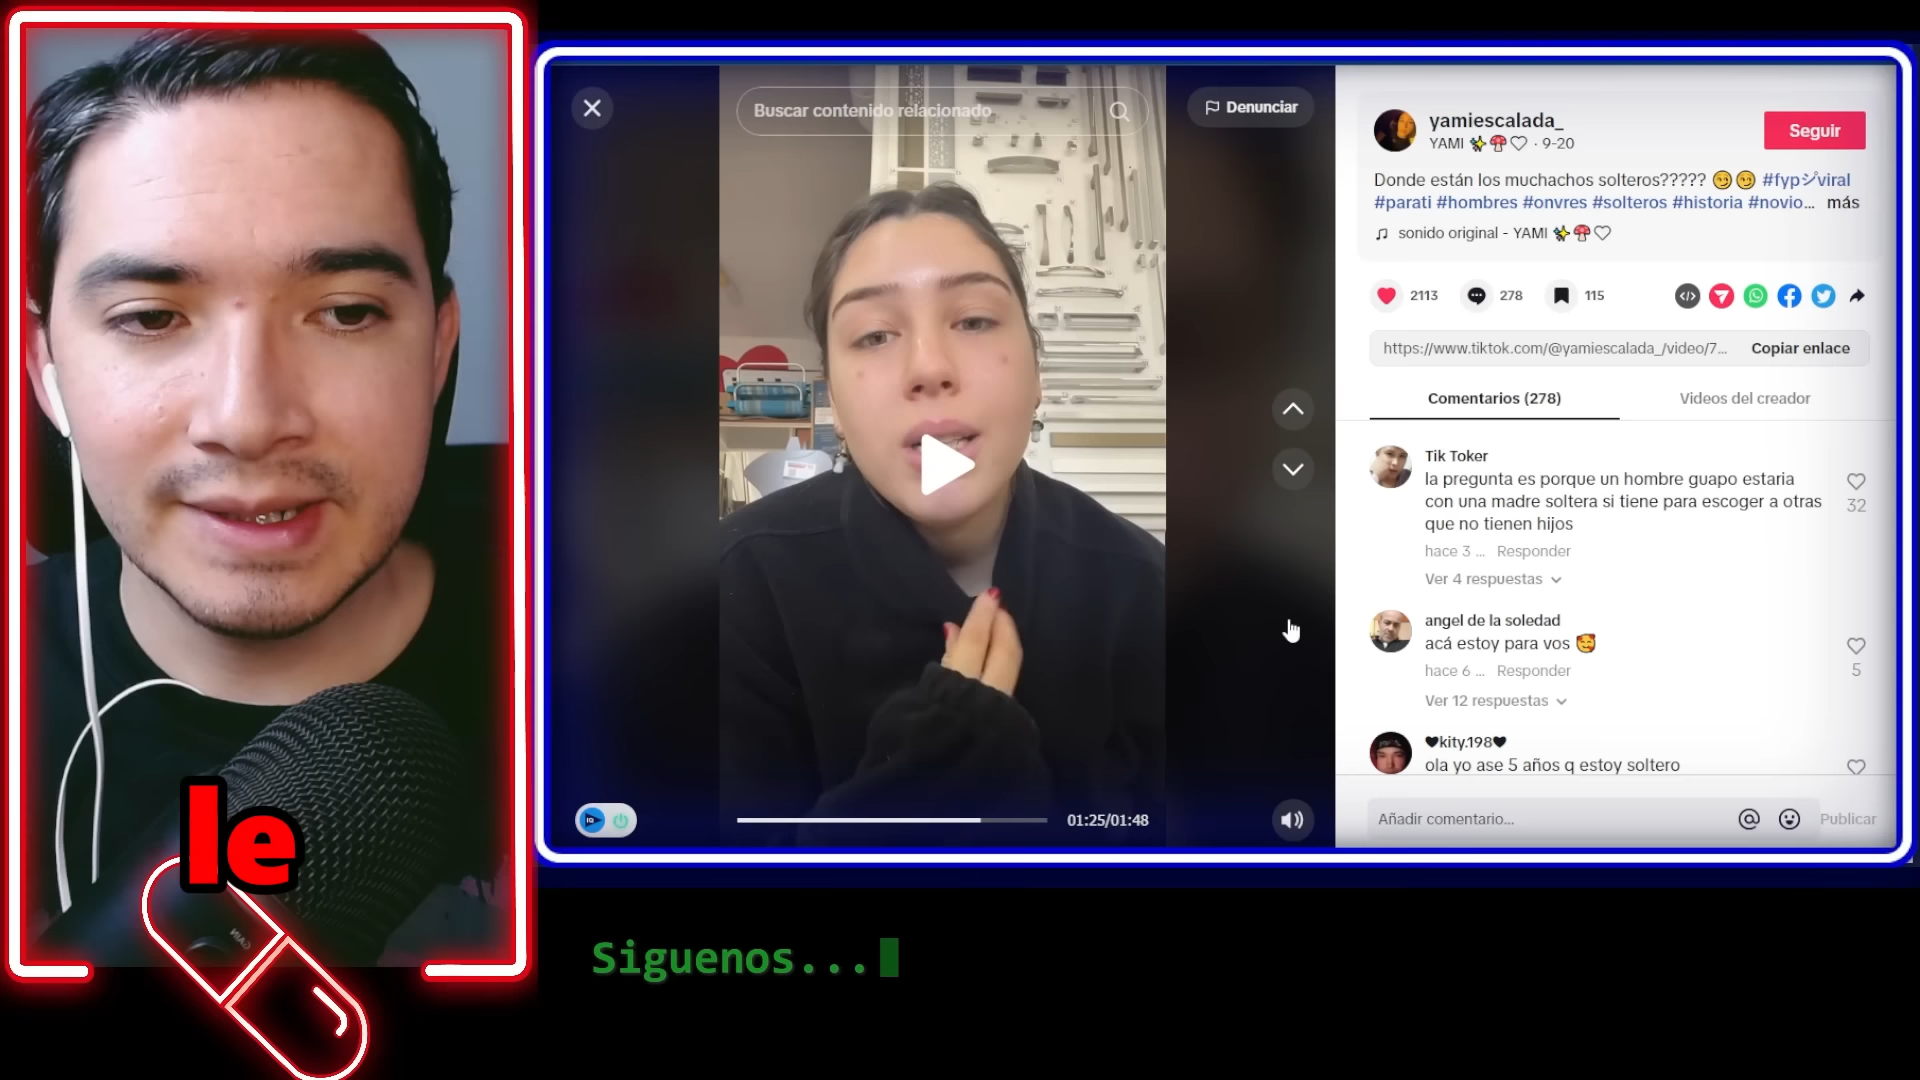 Buscar contenido relacionado
Denunciar
yamiescalada_
YAMI ✨🍄🤍 · 9-20
Seguir
Donde están los muchachos solteros????? 😏😏 #fypシviral
#parati #hombres #onvres #solteros #historia #novio... más
♫ sonido original - YAMI ✨🍄🤍
2113
278
115
https://www.tiktok.com/@yamiescalada_/video/7...
Copiar enlace
Comentarios (278)
Videos del creador
Tik Toker
la pregunta es porque un hombre guapo estaria
con una madre soltera si tiene para escoger a otras
que no tienen hijos
32
hace 3 ... Responder
Ver 4 respuestas
angel de la soledad
acá estoy para vos 🥰
5
hace 6 ... Responder
Ver 12 respuestas
🖤kity.198🖤
ola yo ase 5 años q estoy soltero
Añadir comentario...
Publicar
01:25/01:48
le
GAIN
Siguenos...